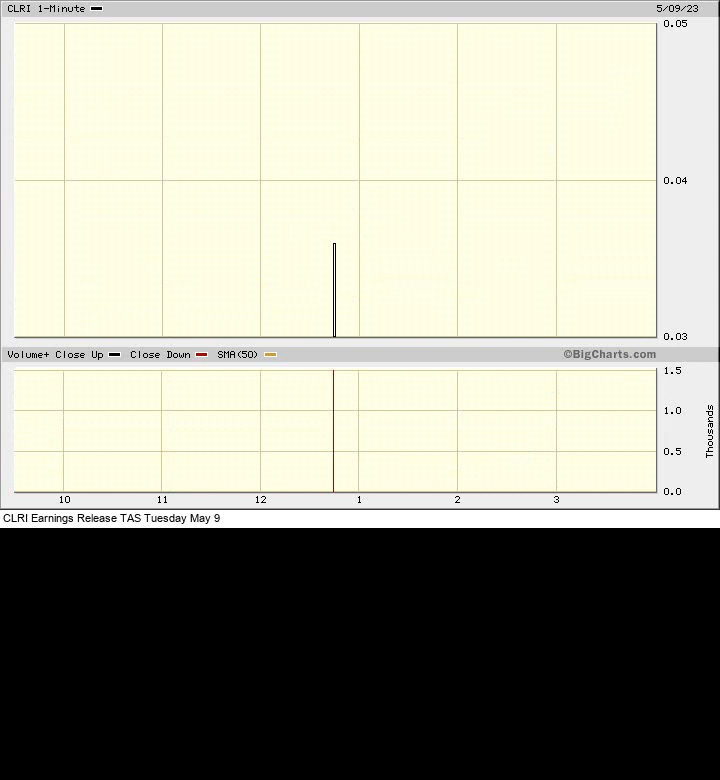 CLRI 1-Minute 5/09/23
0.05
0.04
0.03
Volume+ Close Up Close Down SMA(50) ©BigCharts.com
1.5
1.0
0.5
0.0
Thousands
10 11 12 1 2 3
CLRI Earnings Release TAS Tuesday May 9